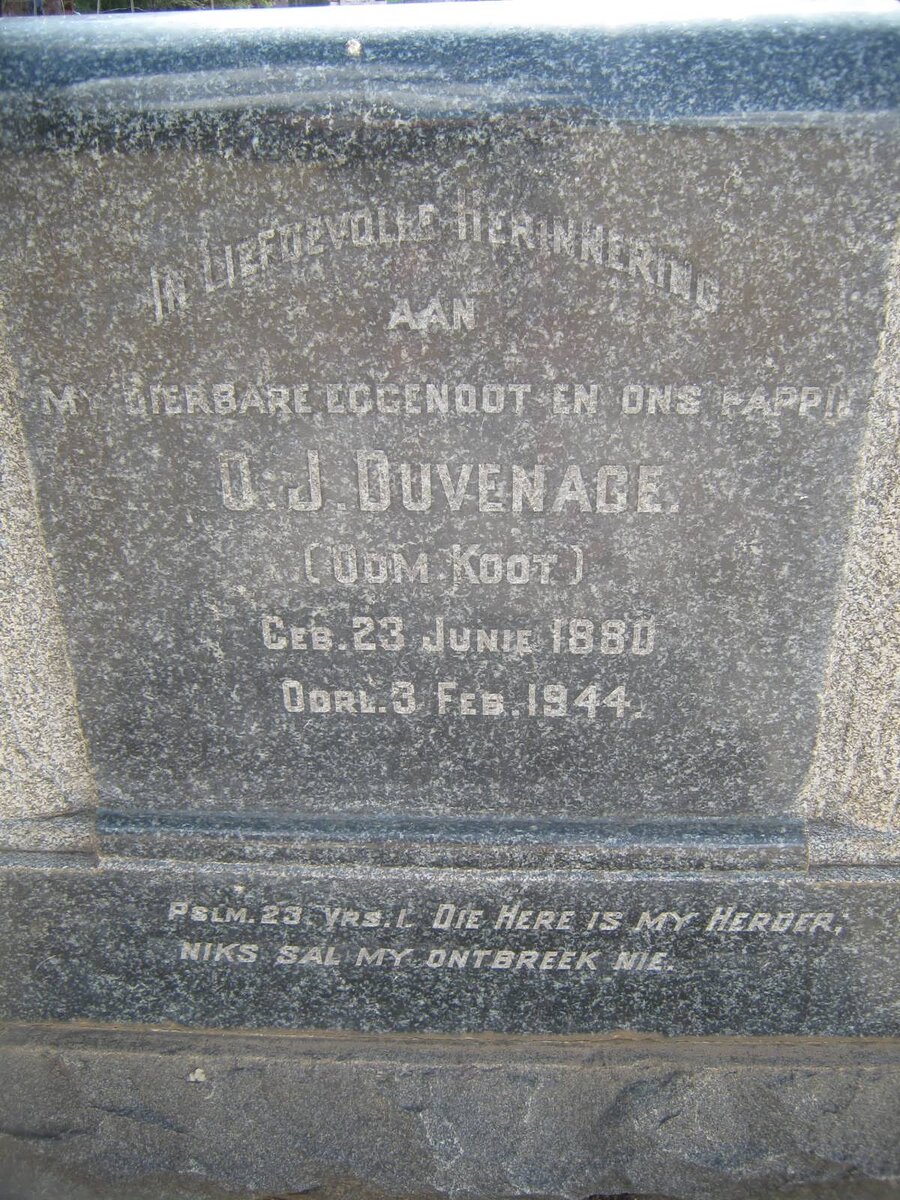 In Liefdevolle Herinnering
AAN
MY DIERBARE EGGENOOT EN ONS PAPPIE
O. J. DUVENAGE.
(OOM KOOT)
GEB. 23 JUNIE 1880
OORL. 3 FEB. 1944.
PSLM. 23. VRS. 1. DIE HERE IS MY HERDER,
NIKS SAL MY ONTBREEK NIE.